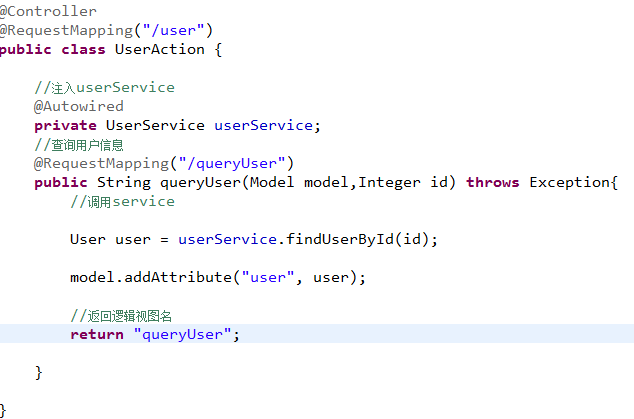 @Controller
@RequestMapping("/user")
public class UserAction {
//注入userService
@Autowired
private UserService userService;
//查询用户信息
@RequestMapping("/queryUser")
public String queryUser(Model model,Integer id) throws Exception{
//调用service
User user = userService.findUserById(id);
model.addAttribute("user", user);
//返回逻辑视图名
return "queryUser";
}
}